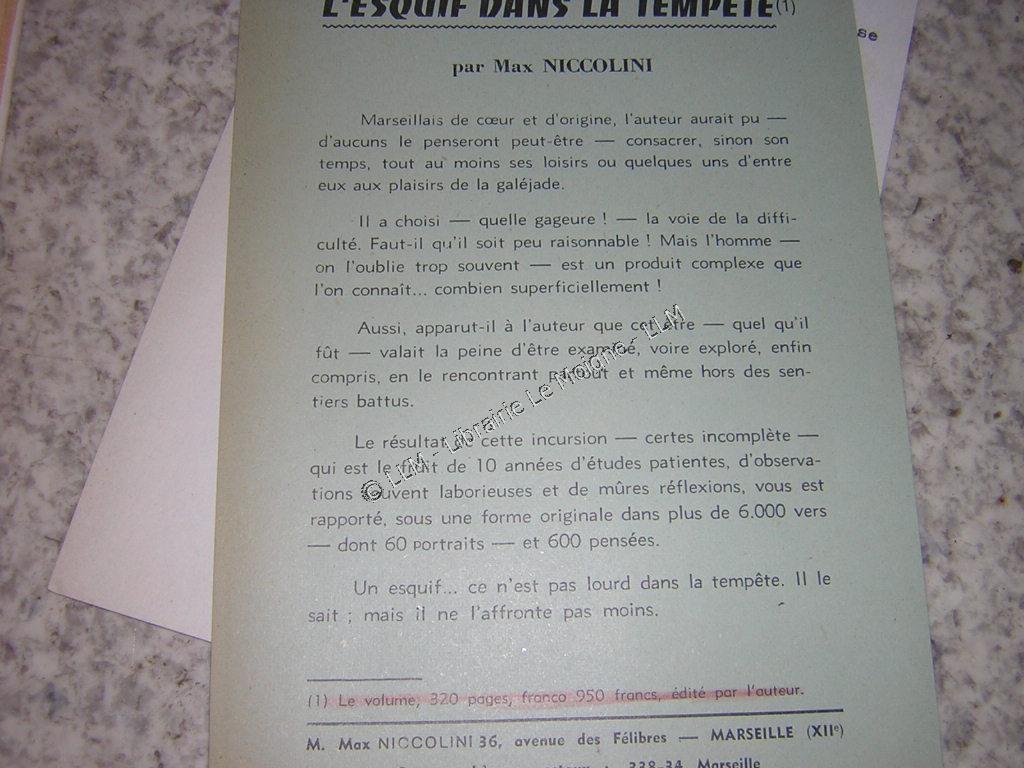 L'ESQUIF DANS LA TEMPÊTE(1)
se
par Max NICCOLINI
Marseillais de cœur et d'origine, l'auteur aurait pu —
d'aucuns le penseront peut-être — consacrer, sinon son
temps, tout au moins ses loisirs ou quelques uns d'entre
eux aux plaisirs de la galéjade.
Il a choisi — quelle gageure ! — la voie de la diffi-
culté. Faut-il qu'il soit peu raisonnable ! Mais l'homme —
on l'oublie trop souvent — est un produit complexe que
l'on connaît... combien superficiellement !
Aussi, apparut-il à l'auteur que cet être — quel qu'il
fût — valait la peine d'être examiné, voire exploré, enfin
compris, en le rencontrant partout et même hors des sen-
tiers battus.
Le résultat de cette incursion — certes incomplète —
qui est le fruit de 10 années d'études patientes, d'observa-
tions souvent laborieuses et de mûres réflexions, vous est
rapporté, sous une forme originale dans plus de 6.000 vers
— dont 60 portraits — et 600 pensées.
Un esquif... ce n'est pas lourd dans la tempête. Il le
sait ; mais il ne l'affronte pas moins.
(1) Le volume, 320 pages, franco 950 francs, édité par l'auteur.
M. Max NICCOLINI 36, avenue des Félibres — MARSEILLE (XIIe)
: 338-34 Marseille
© LLM - Librairie Le Mojone - LLM